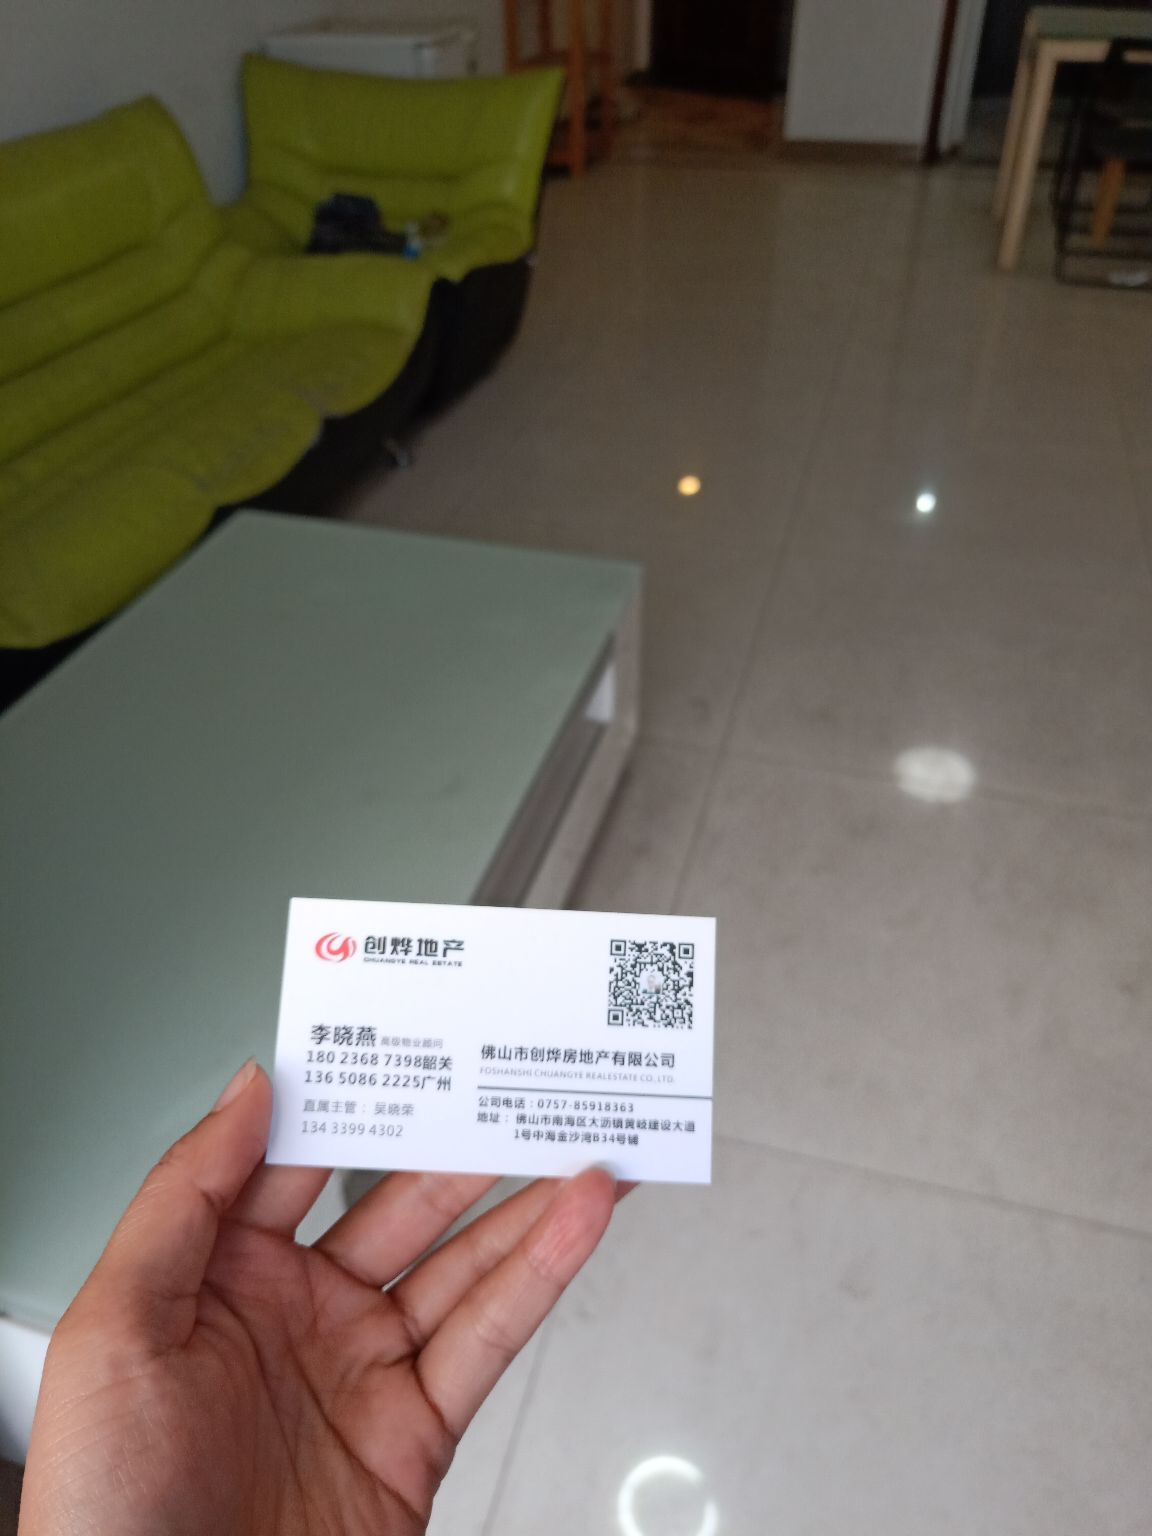 创烨地产
CHUANGYE REAL ESTATE
李晓燕 高级物业顾问
180 2368 7398韶关
136 5086 2225广州
直属主管： 吴晓荣
134 3399 4302
佛山市创烨房地产有限公司
FOSHANSHI CHUANGYE REALESTATE CO.,LTD.
公司电话：0757-85918363
地址： 佛山市南海区大沥镇黄岐建设大道
1号中海金沙湾B34号铺